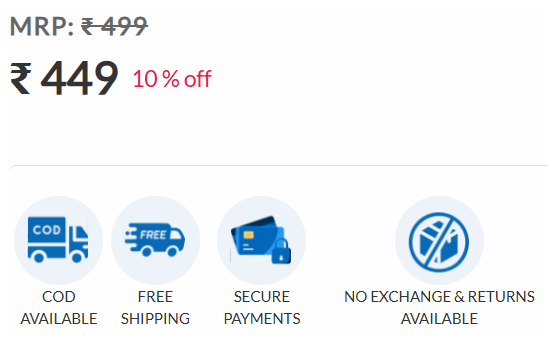 MRP: ₹ 499
₹ 449 10 % off
COD
FREE
COD
AVAILABLE
FREE
SHIPPING
SECURE
PAYMENTS
NO EXCHANGE & RETURNS
AVAILABLE